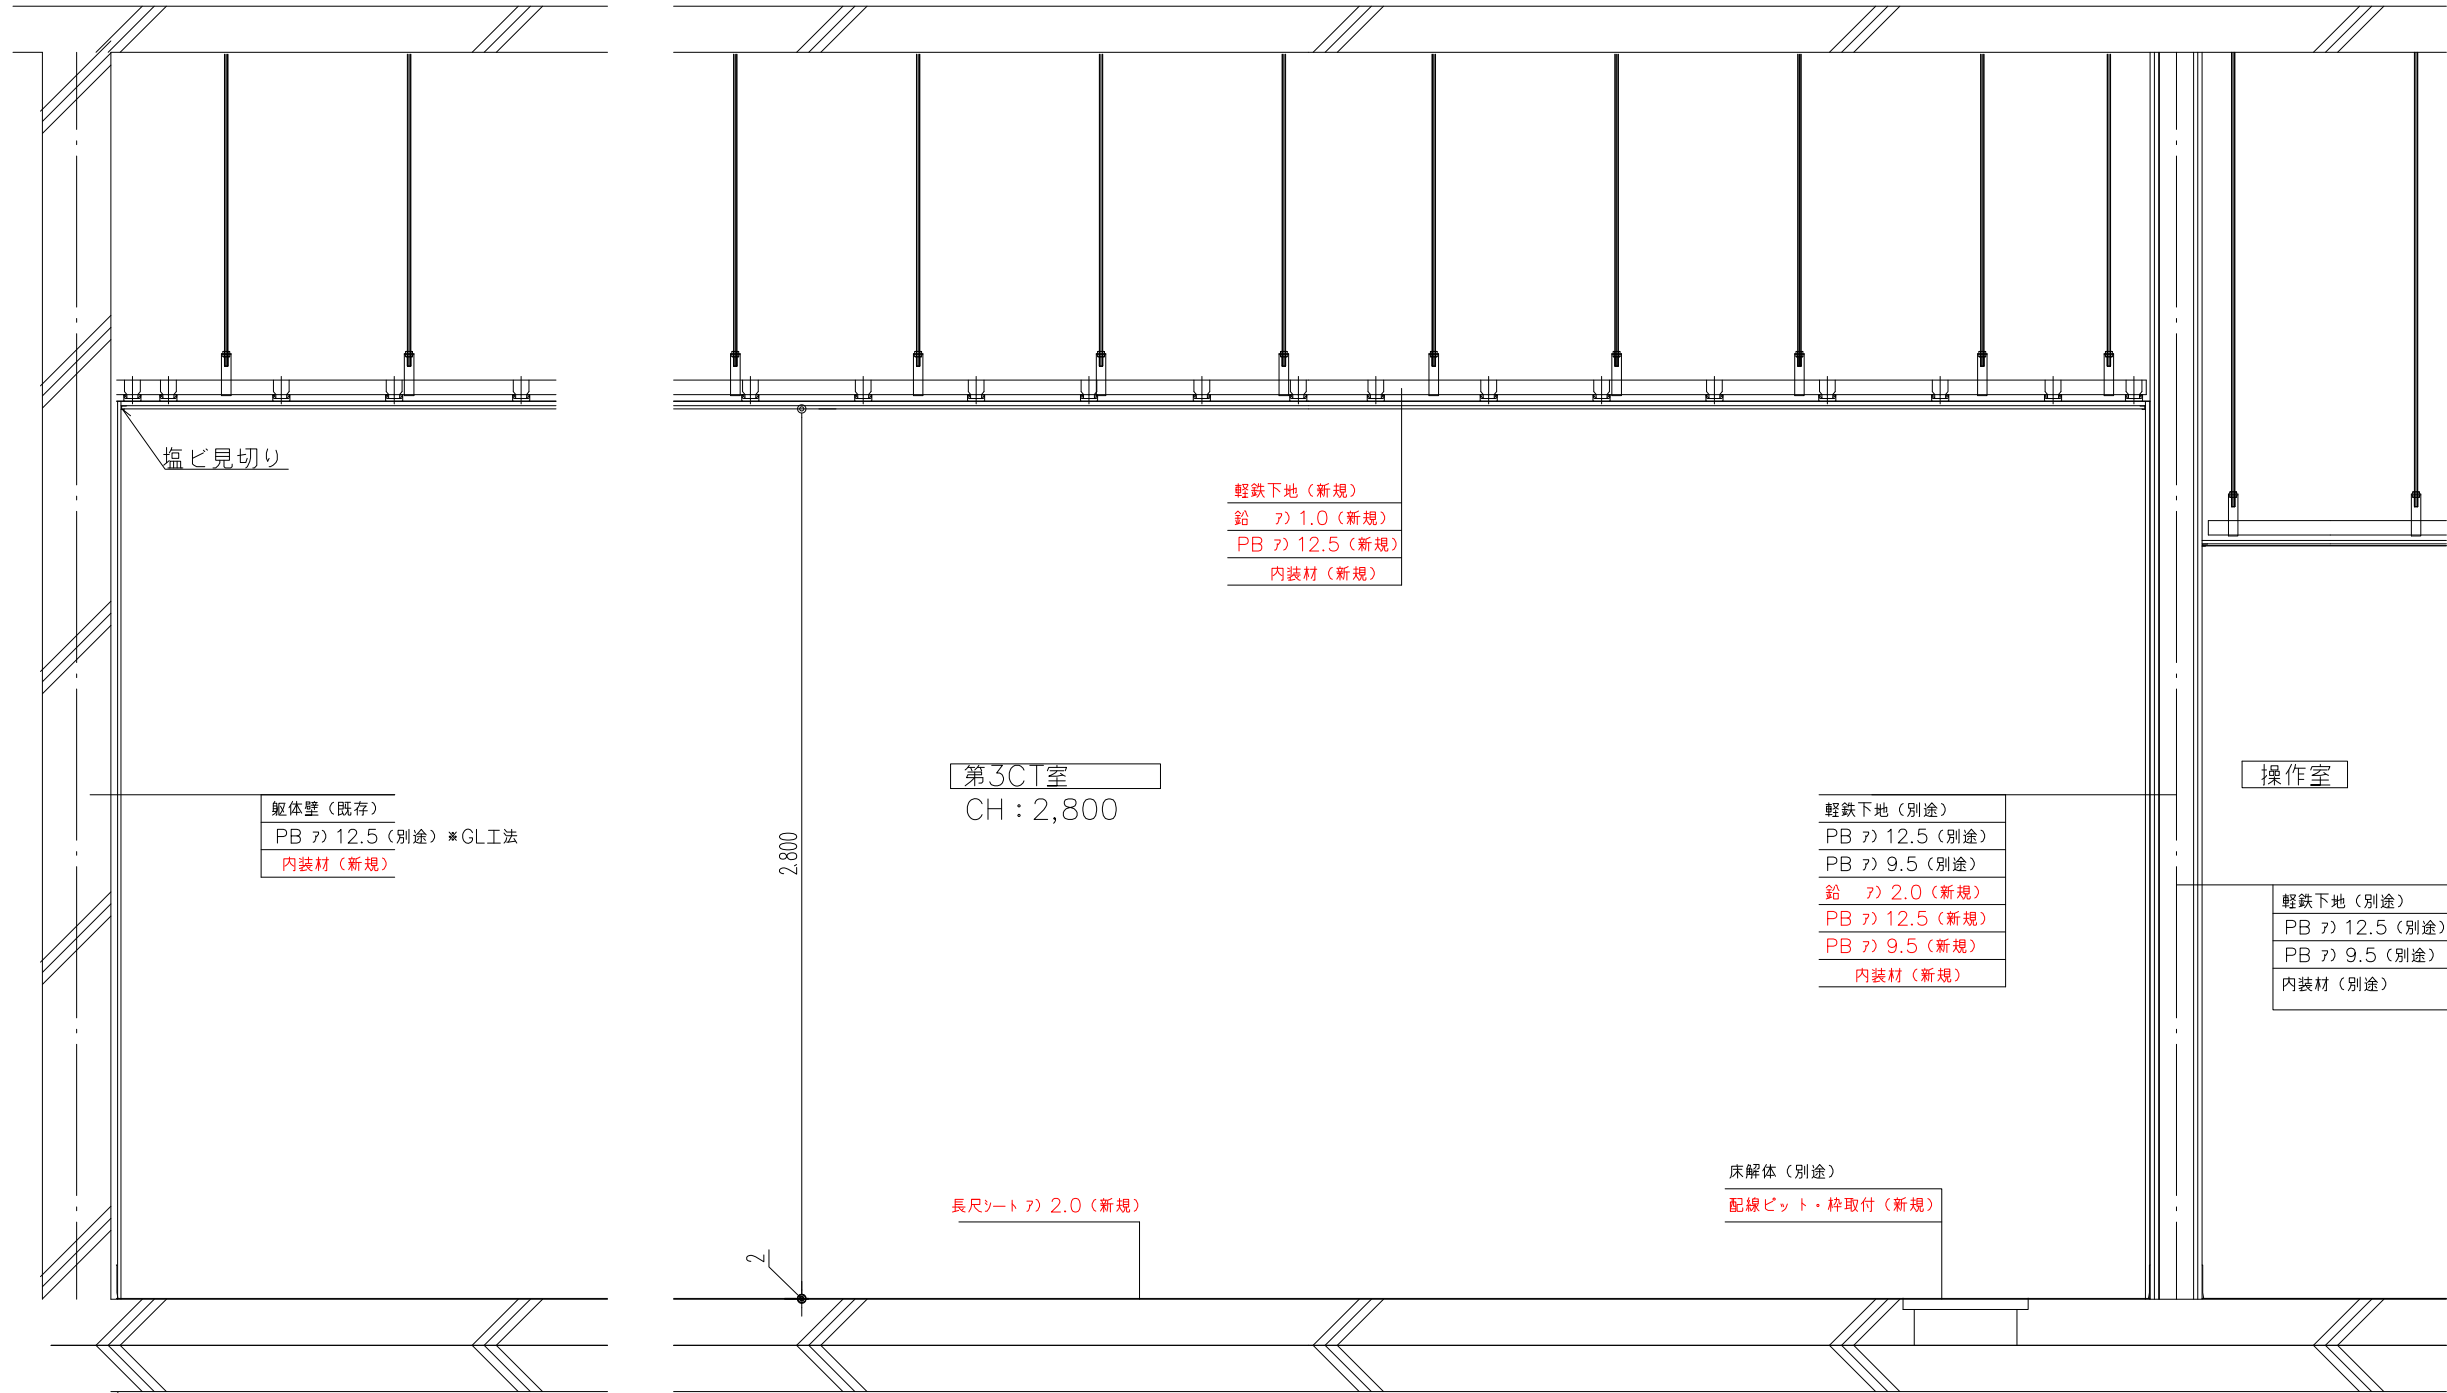 塩ビ見切り
軽鉄下地（新規）
鉛　ｱ）1.0（新規）
PB ｱ）12.5（新規）
内装材（新規）
第3CT室
CH：2,800
操作室
躯体壁（既存）
PB ｱ）12.5（別途）※GL工法
内装材（新規）
2,800
軽鉄下地（別途）
PB ｱ）12.5（別途）
PB ｱ）9.5（別途）
鉛　ｱ）2.0（新規）
PB ｱ）12.5（新規）
PB ｱ）9.5（新規）
内装材（新規）
軽鉄下地（別途）
PB ｱ）12.5（別途）
PB ｱ）9.5（別途）
内装材（別途）
床解体（別途）
配線ピット・枠取付（新規）
長尺ｼｰﾄ ｱ）2.0（新規）
2